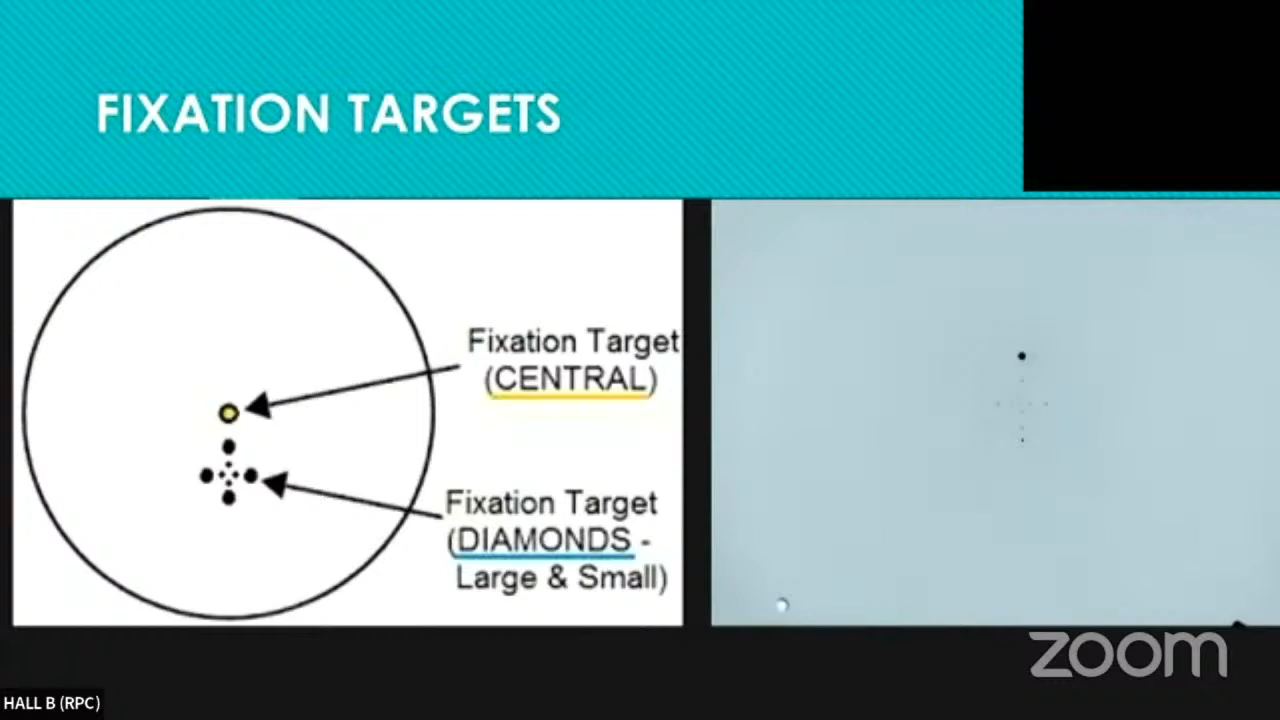 FIXATION TARGETS
Fixation Target
(CENTRAL)
Fixation Target
(DIAMONDS -
Large & Small)
zoom
HALL B (RPC)